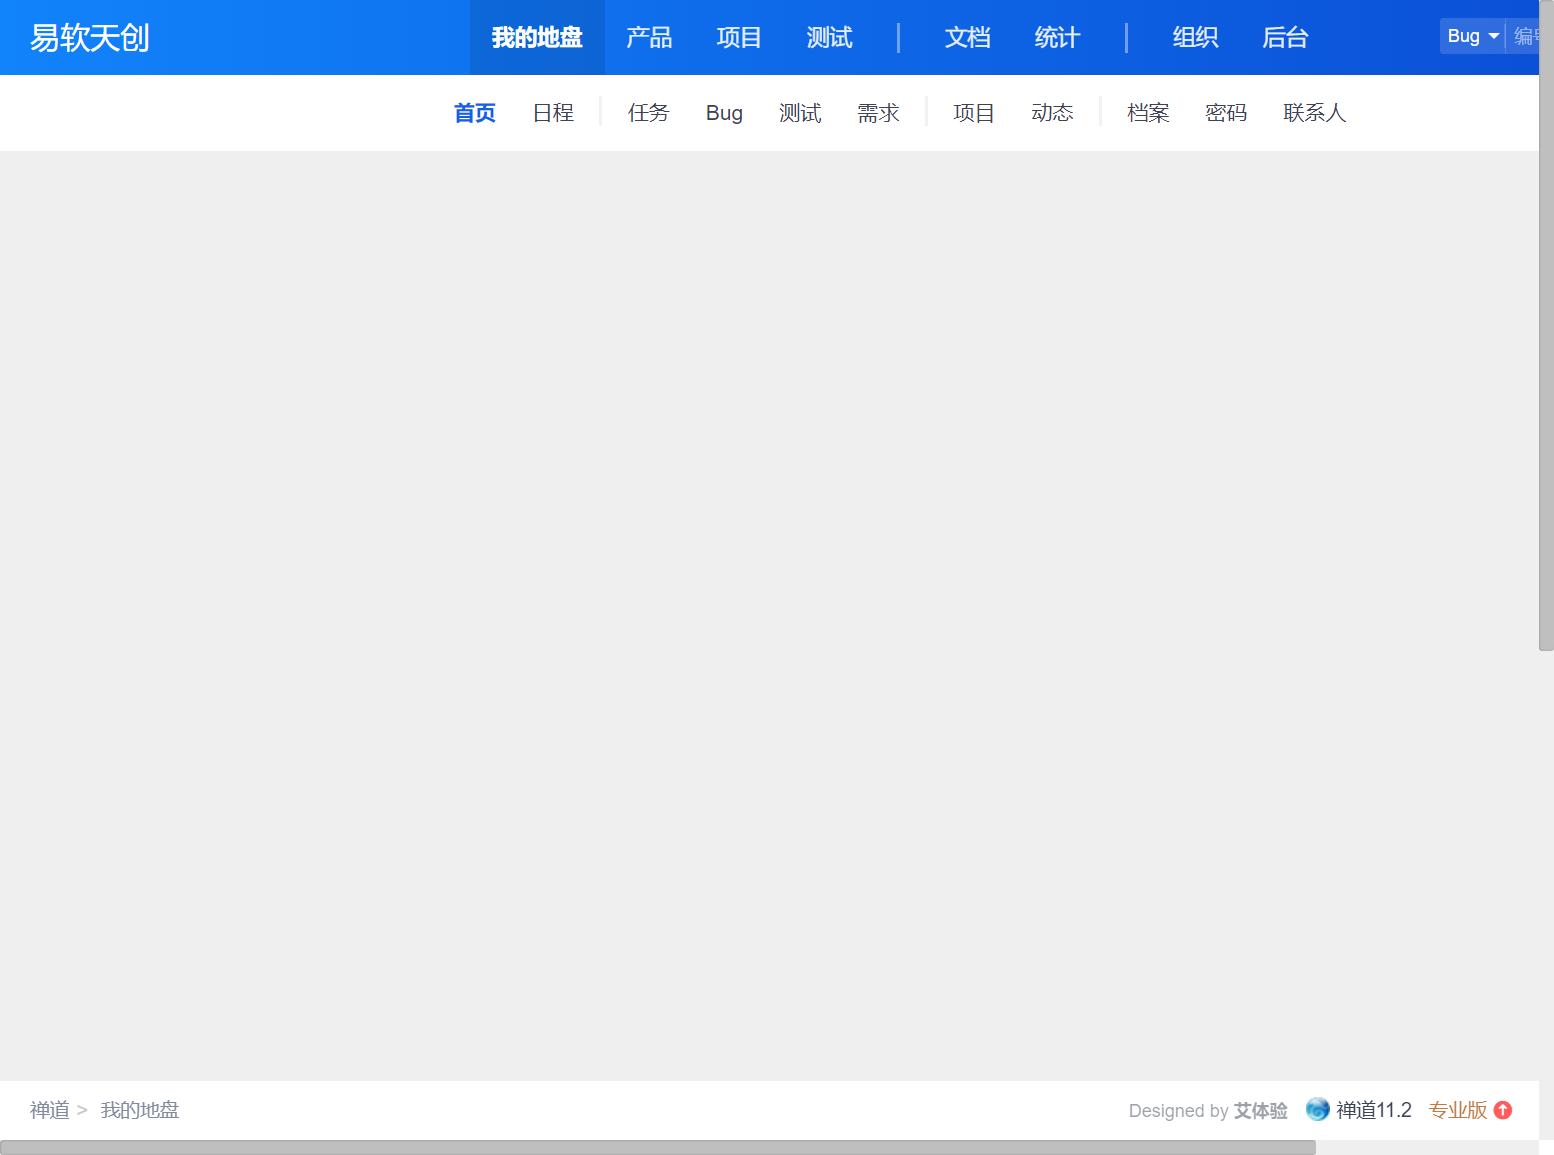 易软天创 我的地盘 产品 项目 测试 文档 统计 组织 后台 Bug 编
首页 日程 任务 Bug 测试 需求 项目 动态 档案 密码 联系人
禅道 > 我的地盘 Designed by 艾体验 禅道11.2 专业版